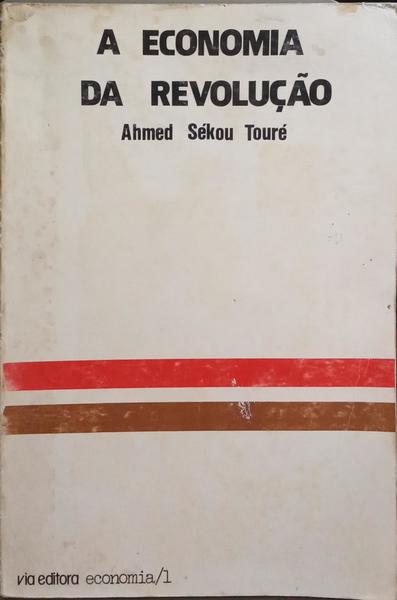 A ECONOMIA
DA REVOLUÇÃO
Ahmed Sékou Touré
via editora economia/1